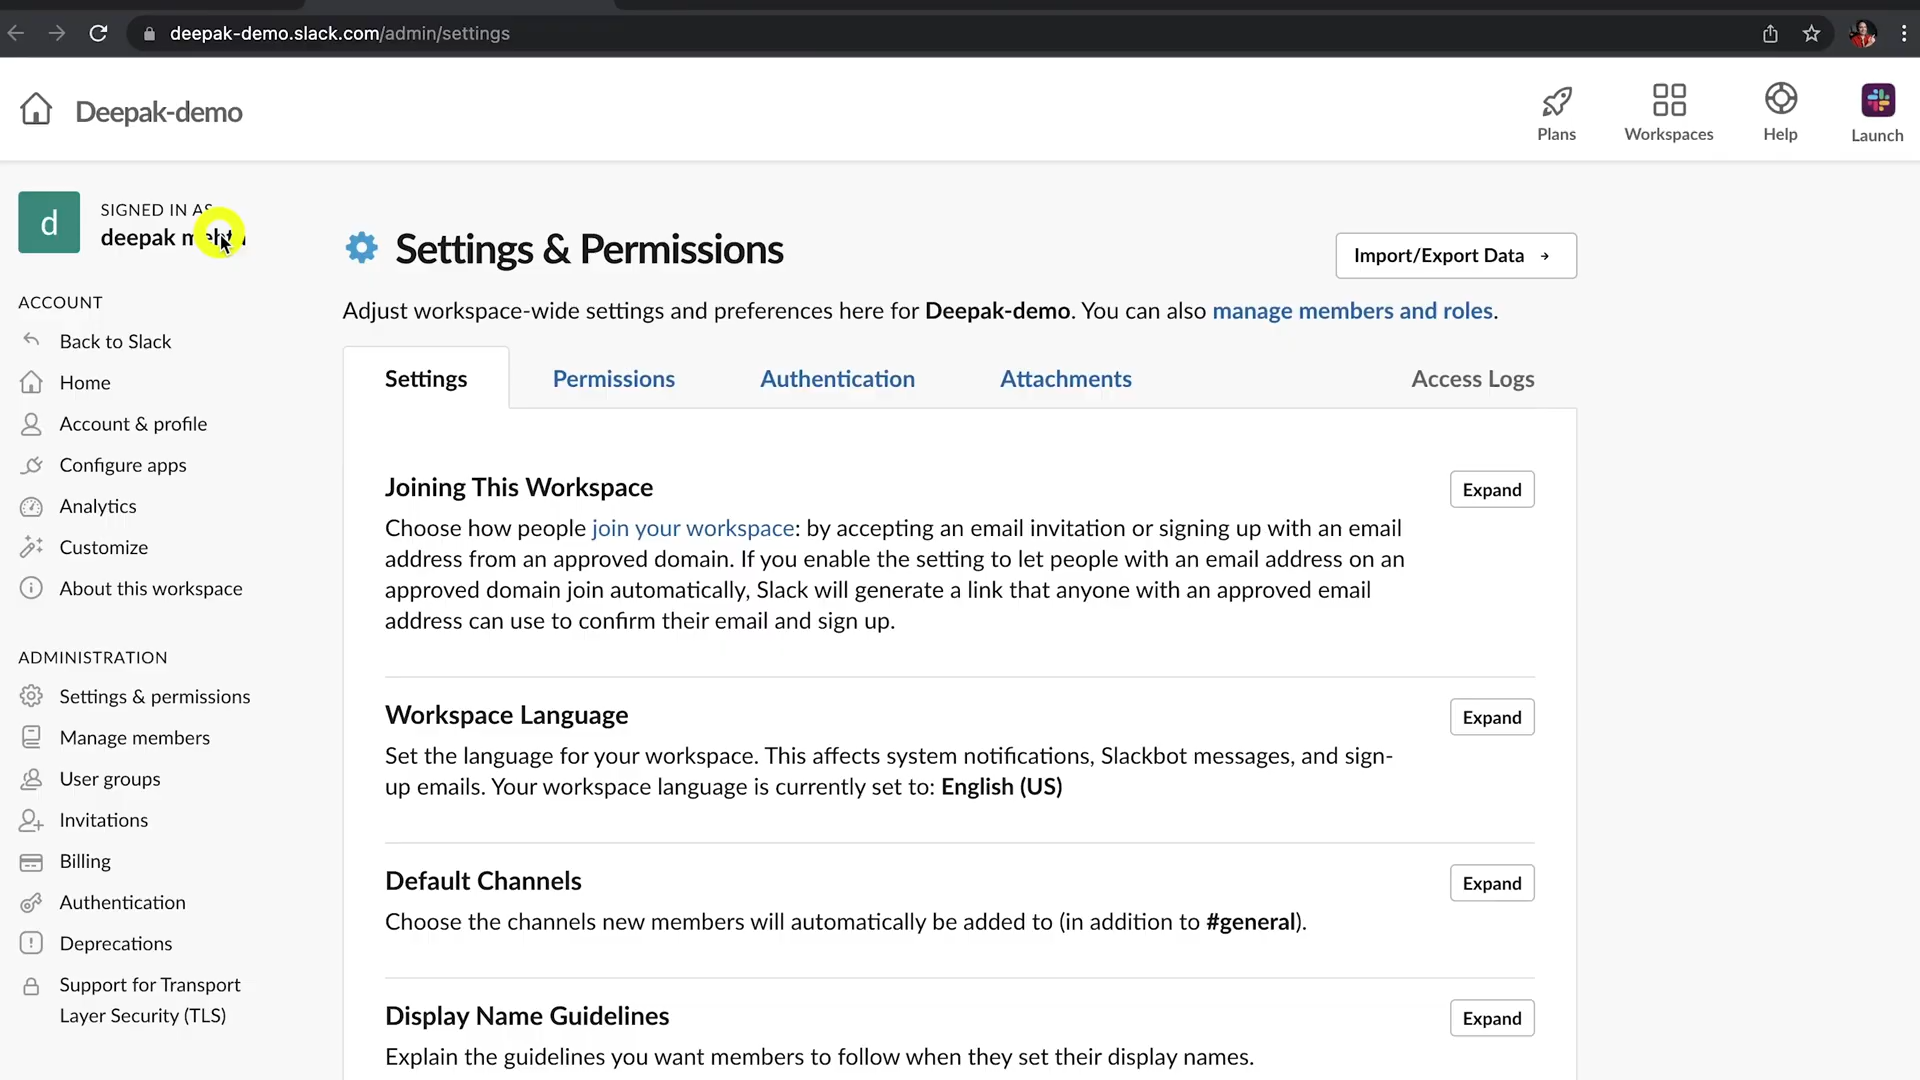 deepak-demo.slack.com/admin/settings
Deepak-demo
Plans
Workspaces
Help
Launch
d
SIGNED IN AS
deepak
ACCOUNT
Back to Slack
Home
Account & profile
Configure apps
Analytics
Customize
About this workspace
ADMINISTRATION
Settings & permissions
Manage members
User groups
Invitations
Billing
Authentication
Deprecations
Support for Transport
Layer Security (TLS)
Settings & Permissions
Import/Export Data →
Adjust workspace-wide settings and preferences here for Deepak-demo. You can also manage members and roles.
Settings
Permissions
Authentication
Attachments
Access Logs
Joining This Workspace
Expand
Choose how people join your workspace: by accepting an email invitation or signing up with an email
address from an approved domain. If you enable the setting to let people with an email address on an
approved domain join automatically, Slack will generate a link that anyone with an approved email
address can use to confirm their email and sign up.
Workspace Language
Expand
Set the language for your workspace. This affects system notifications, Slackbot messages, and sign-
up emails. Your workspace language is currently set to: English (US)
Default Channels
Expand
Choose the channels new members will automatically be added to (in addition to #general).
Display Name Guidelines
Expand
Explain the guidelines you want members to follow when they set their display names.